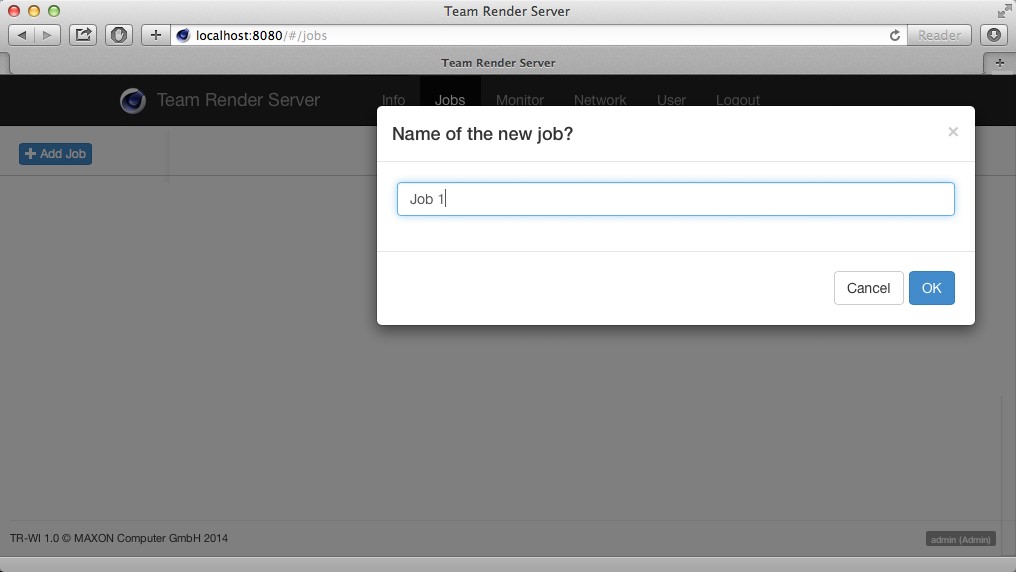 Team Render Server
localhost:8080/#/jobs
Reader
Team Render Server
Team Render Server Info Jobs Monitor Network User Logout
Name of the new job? ×
Add Job
Job 1
Cancel OK
TR-WI 1.0 © MAXON Computer GmbH 2014
admin (Admin)